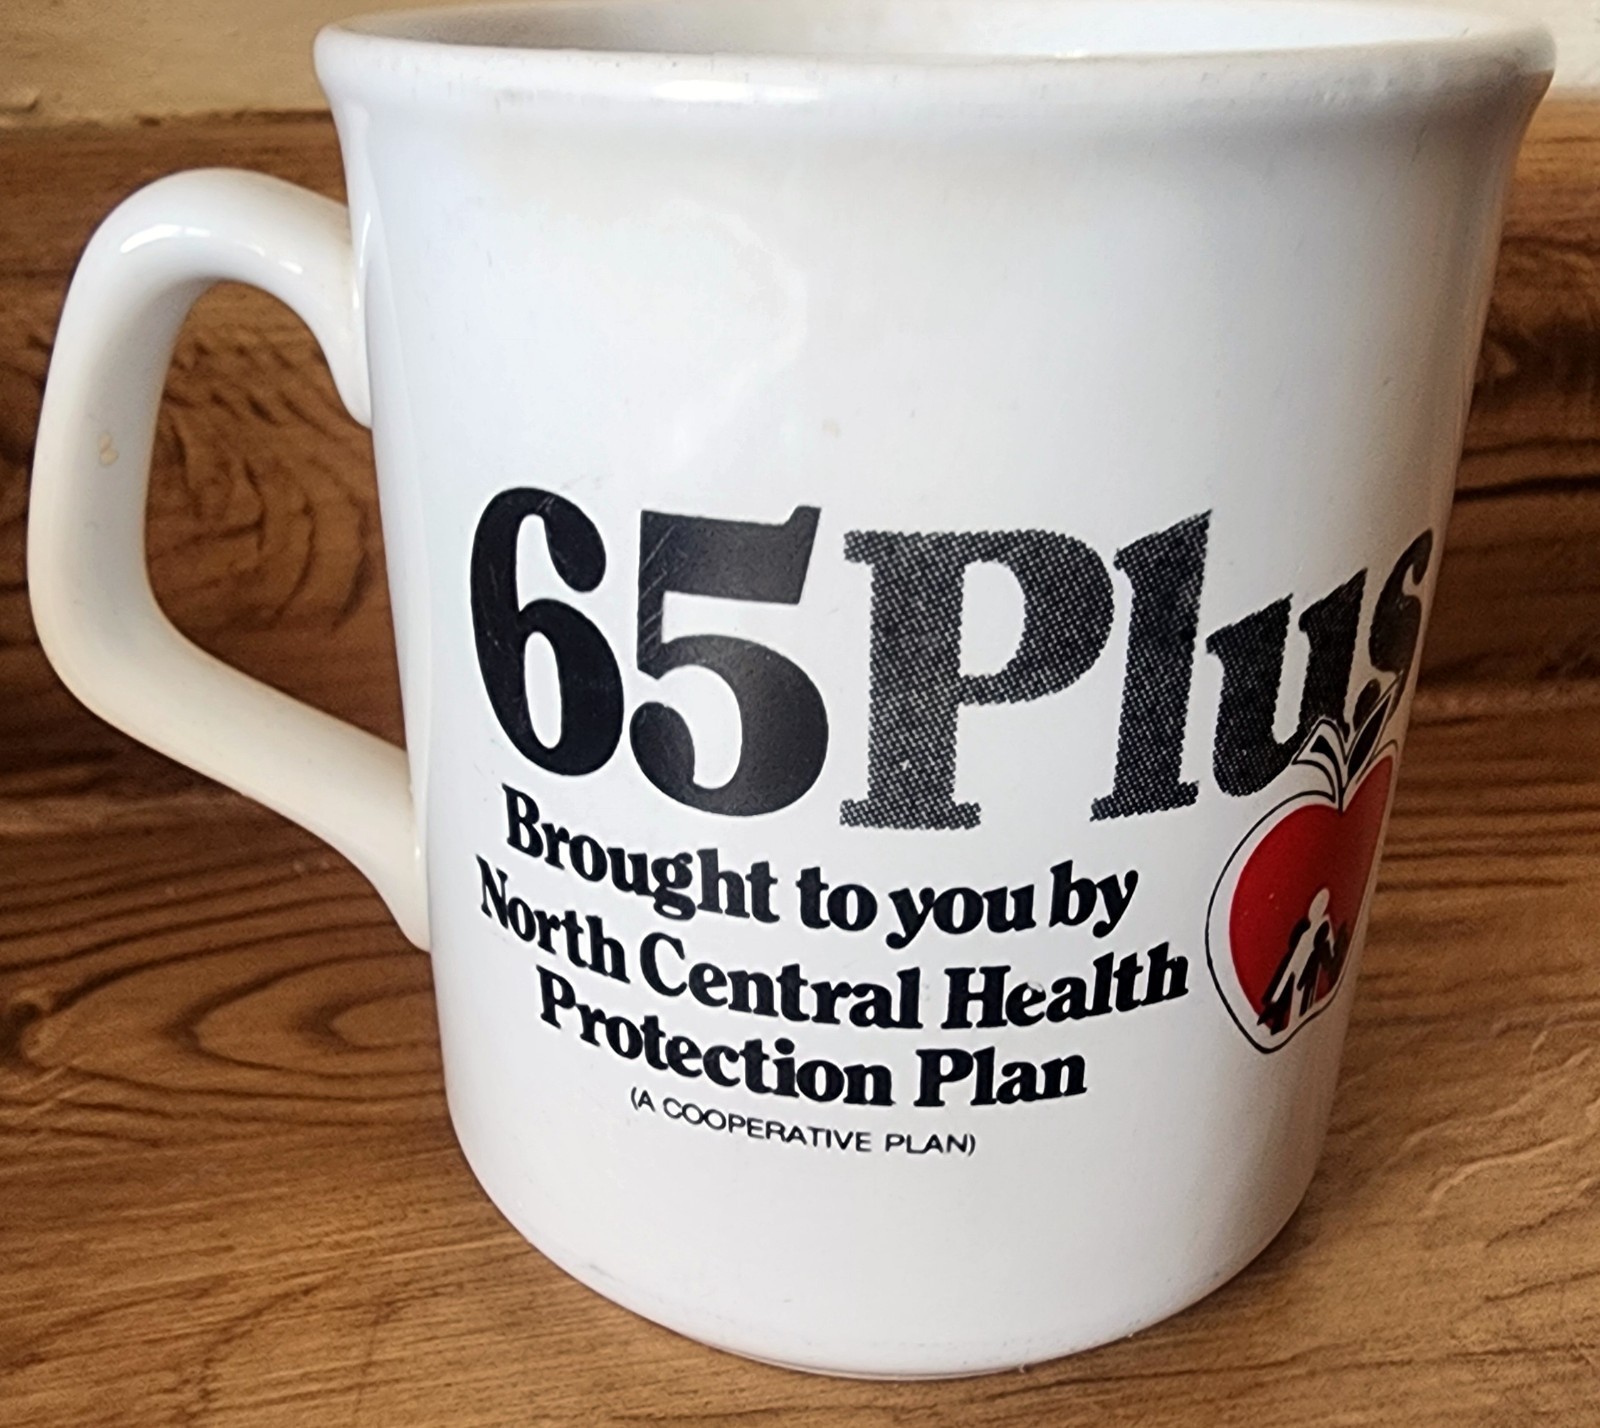 65Plus
Brought to you by
North Central Health
Protection Plan
(A COOPERATIVE PLAN)